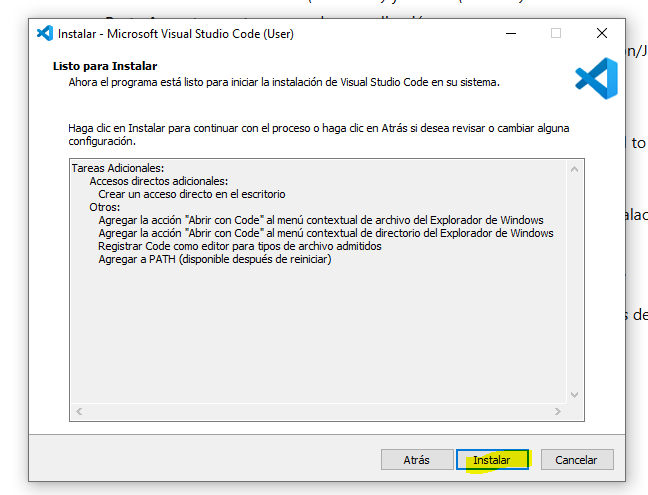 Instalar - Microsoft Visual Studio Code (User)
Listo para Instalar
Ahora el programa está listo para iniciar la instalación de Visual Studio Code en su sistema.
Haga clic en Instalar para continuar con el proceso o haga clic en Atrás si desea revisar o cambiar alguna
configuración.
Tareas Adicionales:
Accesos directos adicionales:
Crear un acceso directo en el escritorio
Otros:
Agregar la acción "Abrir con Code" al menú contextual de archivo del Explorador de Windows
Agregar la acción "Abrir con Code" al menú contextual de directorio del Explorador de Windows
Registrar Code como editor para tipos de archivo admitidos
Agregar a PATH (disponible después de reiniciar)
Atrás
Instalar
Cancelar